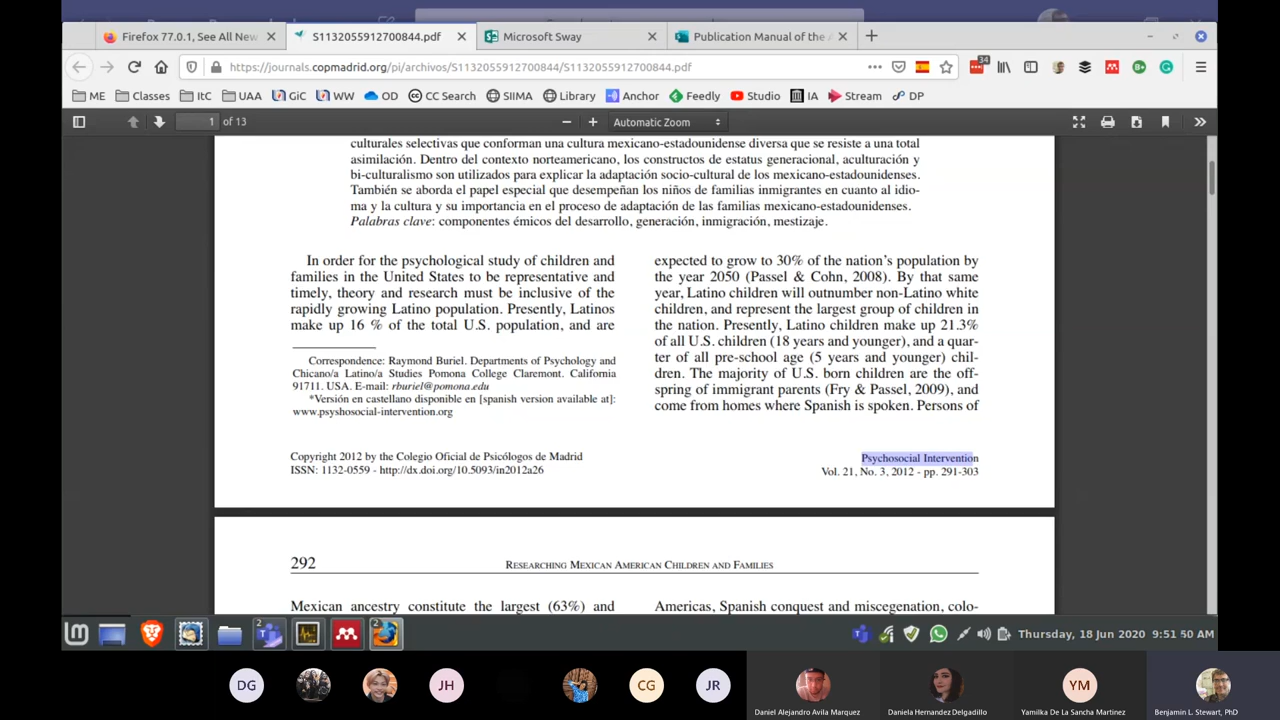 Firefox 77.0.1, See All New
S1132055912700844.pdf
Microsoft Sway
Publication Manual of the A
https://journals.copmadrid.org/pi/archivos/S1132055912700844/S1132055912700844.pdf
34
ME
Classes
ItC
UAA
GiC
WW
OD
CC Search
SIIMA
Library
Anchor
Feedly
Studio
IA
Stream
DP
1 of 13
Automatic Zoom
culturales selectivas que conforman una cultura mexicano-estadounidense diversa que se resiste a una total
asimilación. Dentro del contexto norteamericano, los constructos de estatus generacional, aculturación y
bi-culturalismo son utilizados para explicar la adaptación socio-cultural de los mexicano-estadounidenses.
También se aborda el papel especial que desempeñan los niños de familias inmigrantes en cuanto al idio-
ma y la cultura y su importancia en el proceso de adaptación de las familias mexicano-estadounidenses.
Palabras clave: componentes émicos del desarrollo, generación, inmigración, mestizaje.
In order for the psychological study of children and
families in the United States to be representative and
timely, theory and research must be inclusive of the
rapidly growing Latino population. Presently, Latinos
make up 16 % of the total U.S. population, and are
Correspondence: Raymond Buriel. Departments of Psychology and
Chicano/a Latino/a Studies Pomona College Claremont. California
91711. USA. E-mail: rburiel@pomona.edu
*Versión en castellano disponible en [spanish version available at]:
www.psyshosocial-intervention.org
expected to grow to 30% of the nation's population by
the year 2050 (Passel & Cohn, 2008). By that same
year, Latino children will outnumber non-Latino white
children, and represent the largest group of children in
the nation. Presently, Latino children make up 21.3%
of all U.S. children (18 years and younger), and a quar-
ter of all pre-school age (5 years and younger) chil-
dren. The majority of U.S. born children are the off-
spring of immigrant parents (Fry & Passel, 2009), and
come from homes where Spanish is spoken. Persons of
Copyright 2012 by the Colegio Oficial de Psicólogos de Madrid
ISSN: 1132-0559 - http://dx.doi.org/10.5093/in2012a26
Psychosocial Intervention
Vol. 21, No. 3, 2012 - pp. 291-303
292
RESEARCHING MEXICAN AMERICAN CHILDREN AND FAMILIES
Mexican ancestry constitute the largest (63%) and
Americas, Spanish conquest and miscegenation, colo-
2
2
Thursday, 18 Jun 2020
9:51 50 AM
DG
JH
CG
JR
YM
Daniel Alejandro Avila Marquez
Daniela Hernandez Delgadillo
Yamilka De La Sancha Martinez
Benjamin L. Stewart, PhD